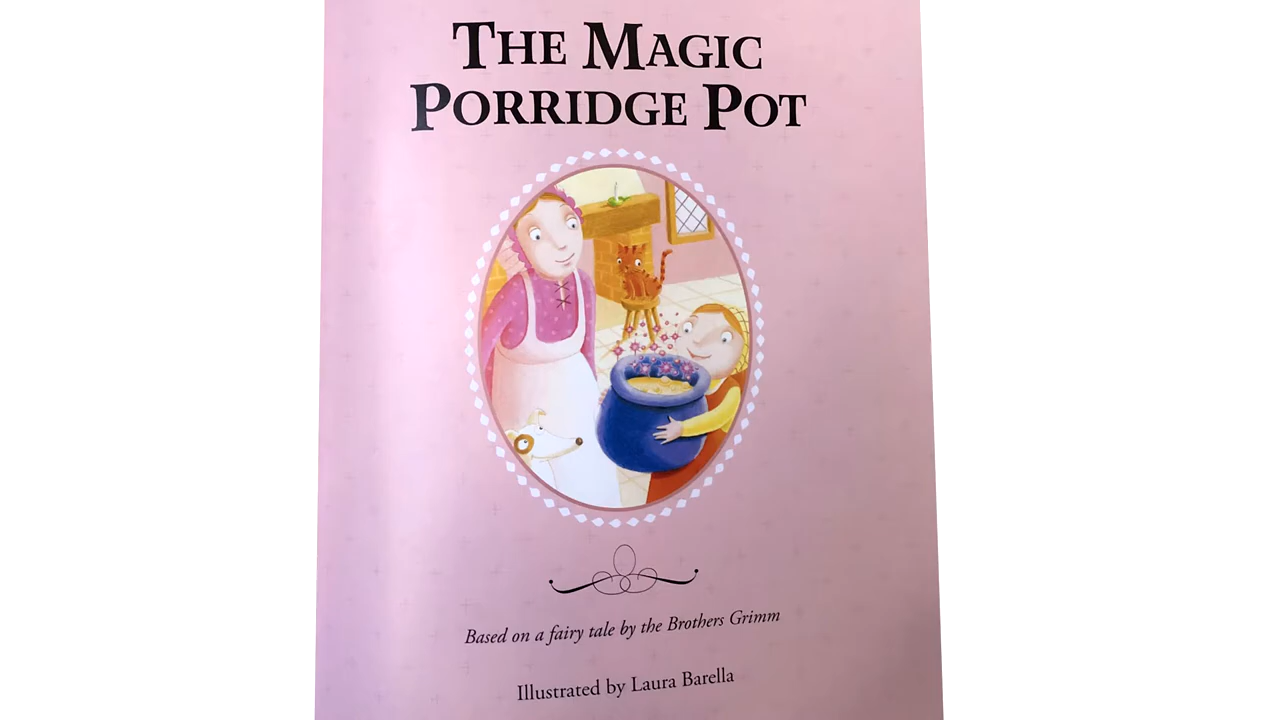 THE MAGIC
PORRIDGE POT
Based on a fairy tale by the Brothers Grimm
Illustrated by Laura Barella